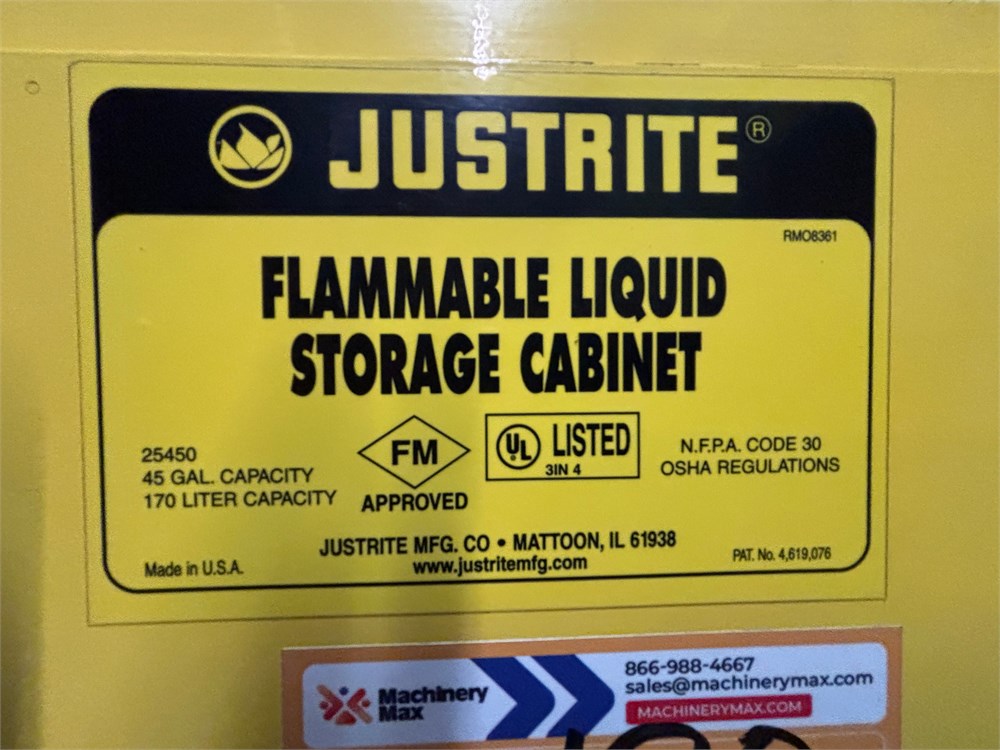 JUSTRITE®
RMO8361
FLAMMABLE LIQUID
STORAGE CABINET
25450
45 GAL. CAPACITY
170 LITER CAPACITY
FM
APPROVED
UL LISTED
3IN 4
N.F.P.A. CODE 30
OSHA REGULATIONS
JUSTRITE MFG. CO • MATTOON, IL 61938
www.justritemfg.com
Made in U.S.A.
PAT. No. 4,619,076
Machinery
Max
866-988-4667
sales@machinerymax.com
MACHINERYMAX.COM